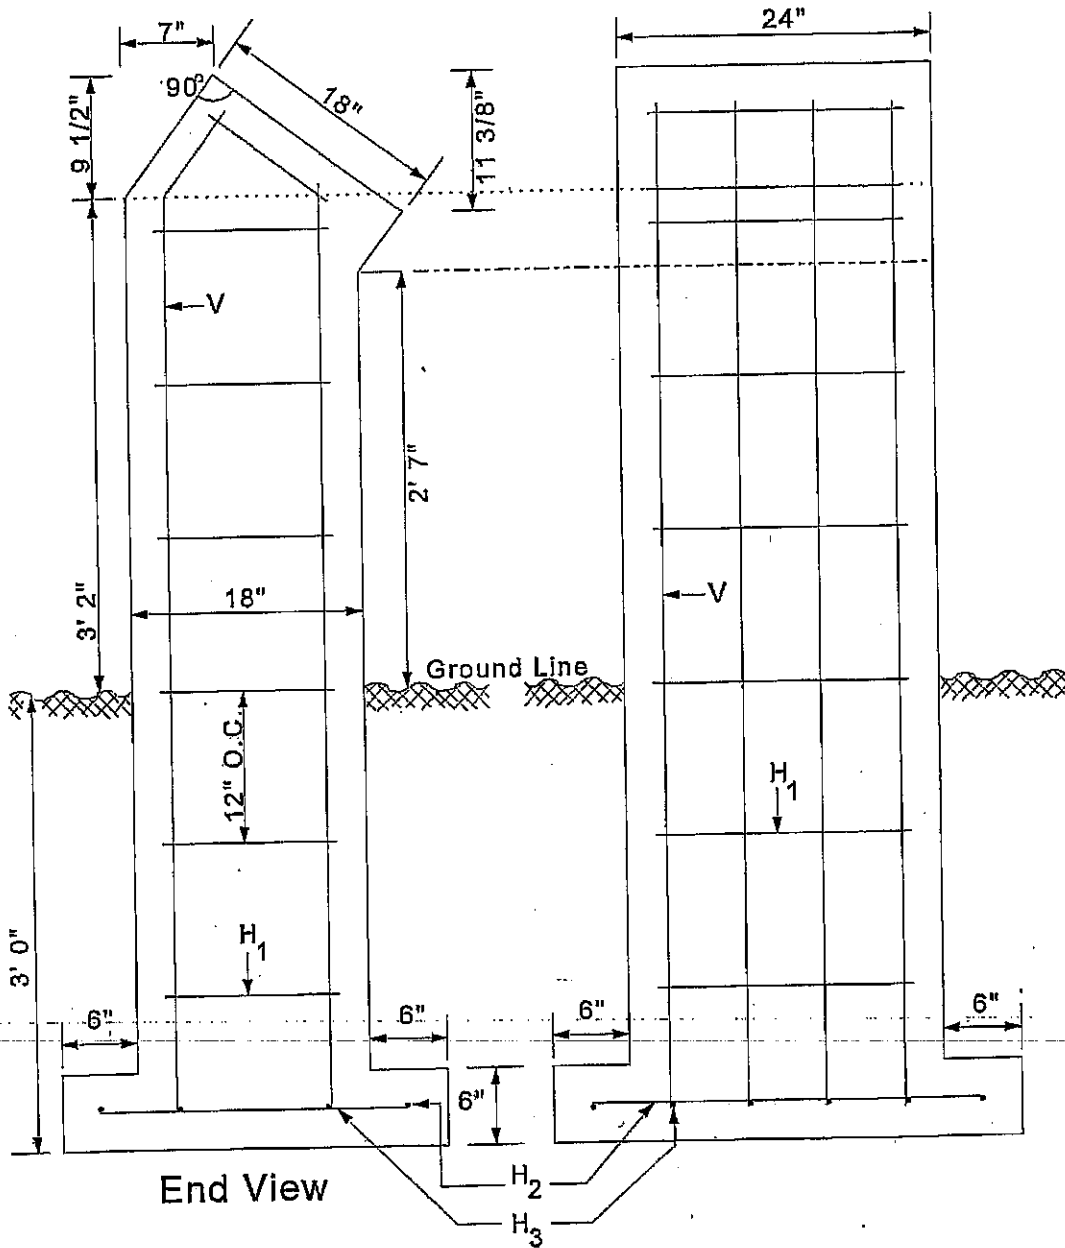 7"
24"
90°
18"
9 1/2"
11 3/8"
V
2' 7"
3' 2"
18"
V
Ground Line
12" O.C.
H1
H1
3' 0"
6"
6"
6"
6"
6"
End View
H2
H3